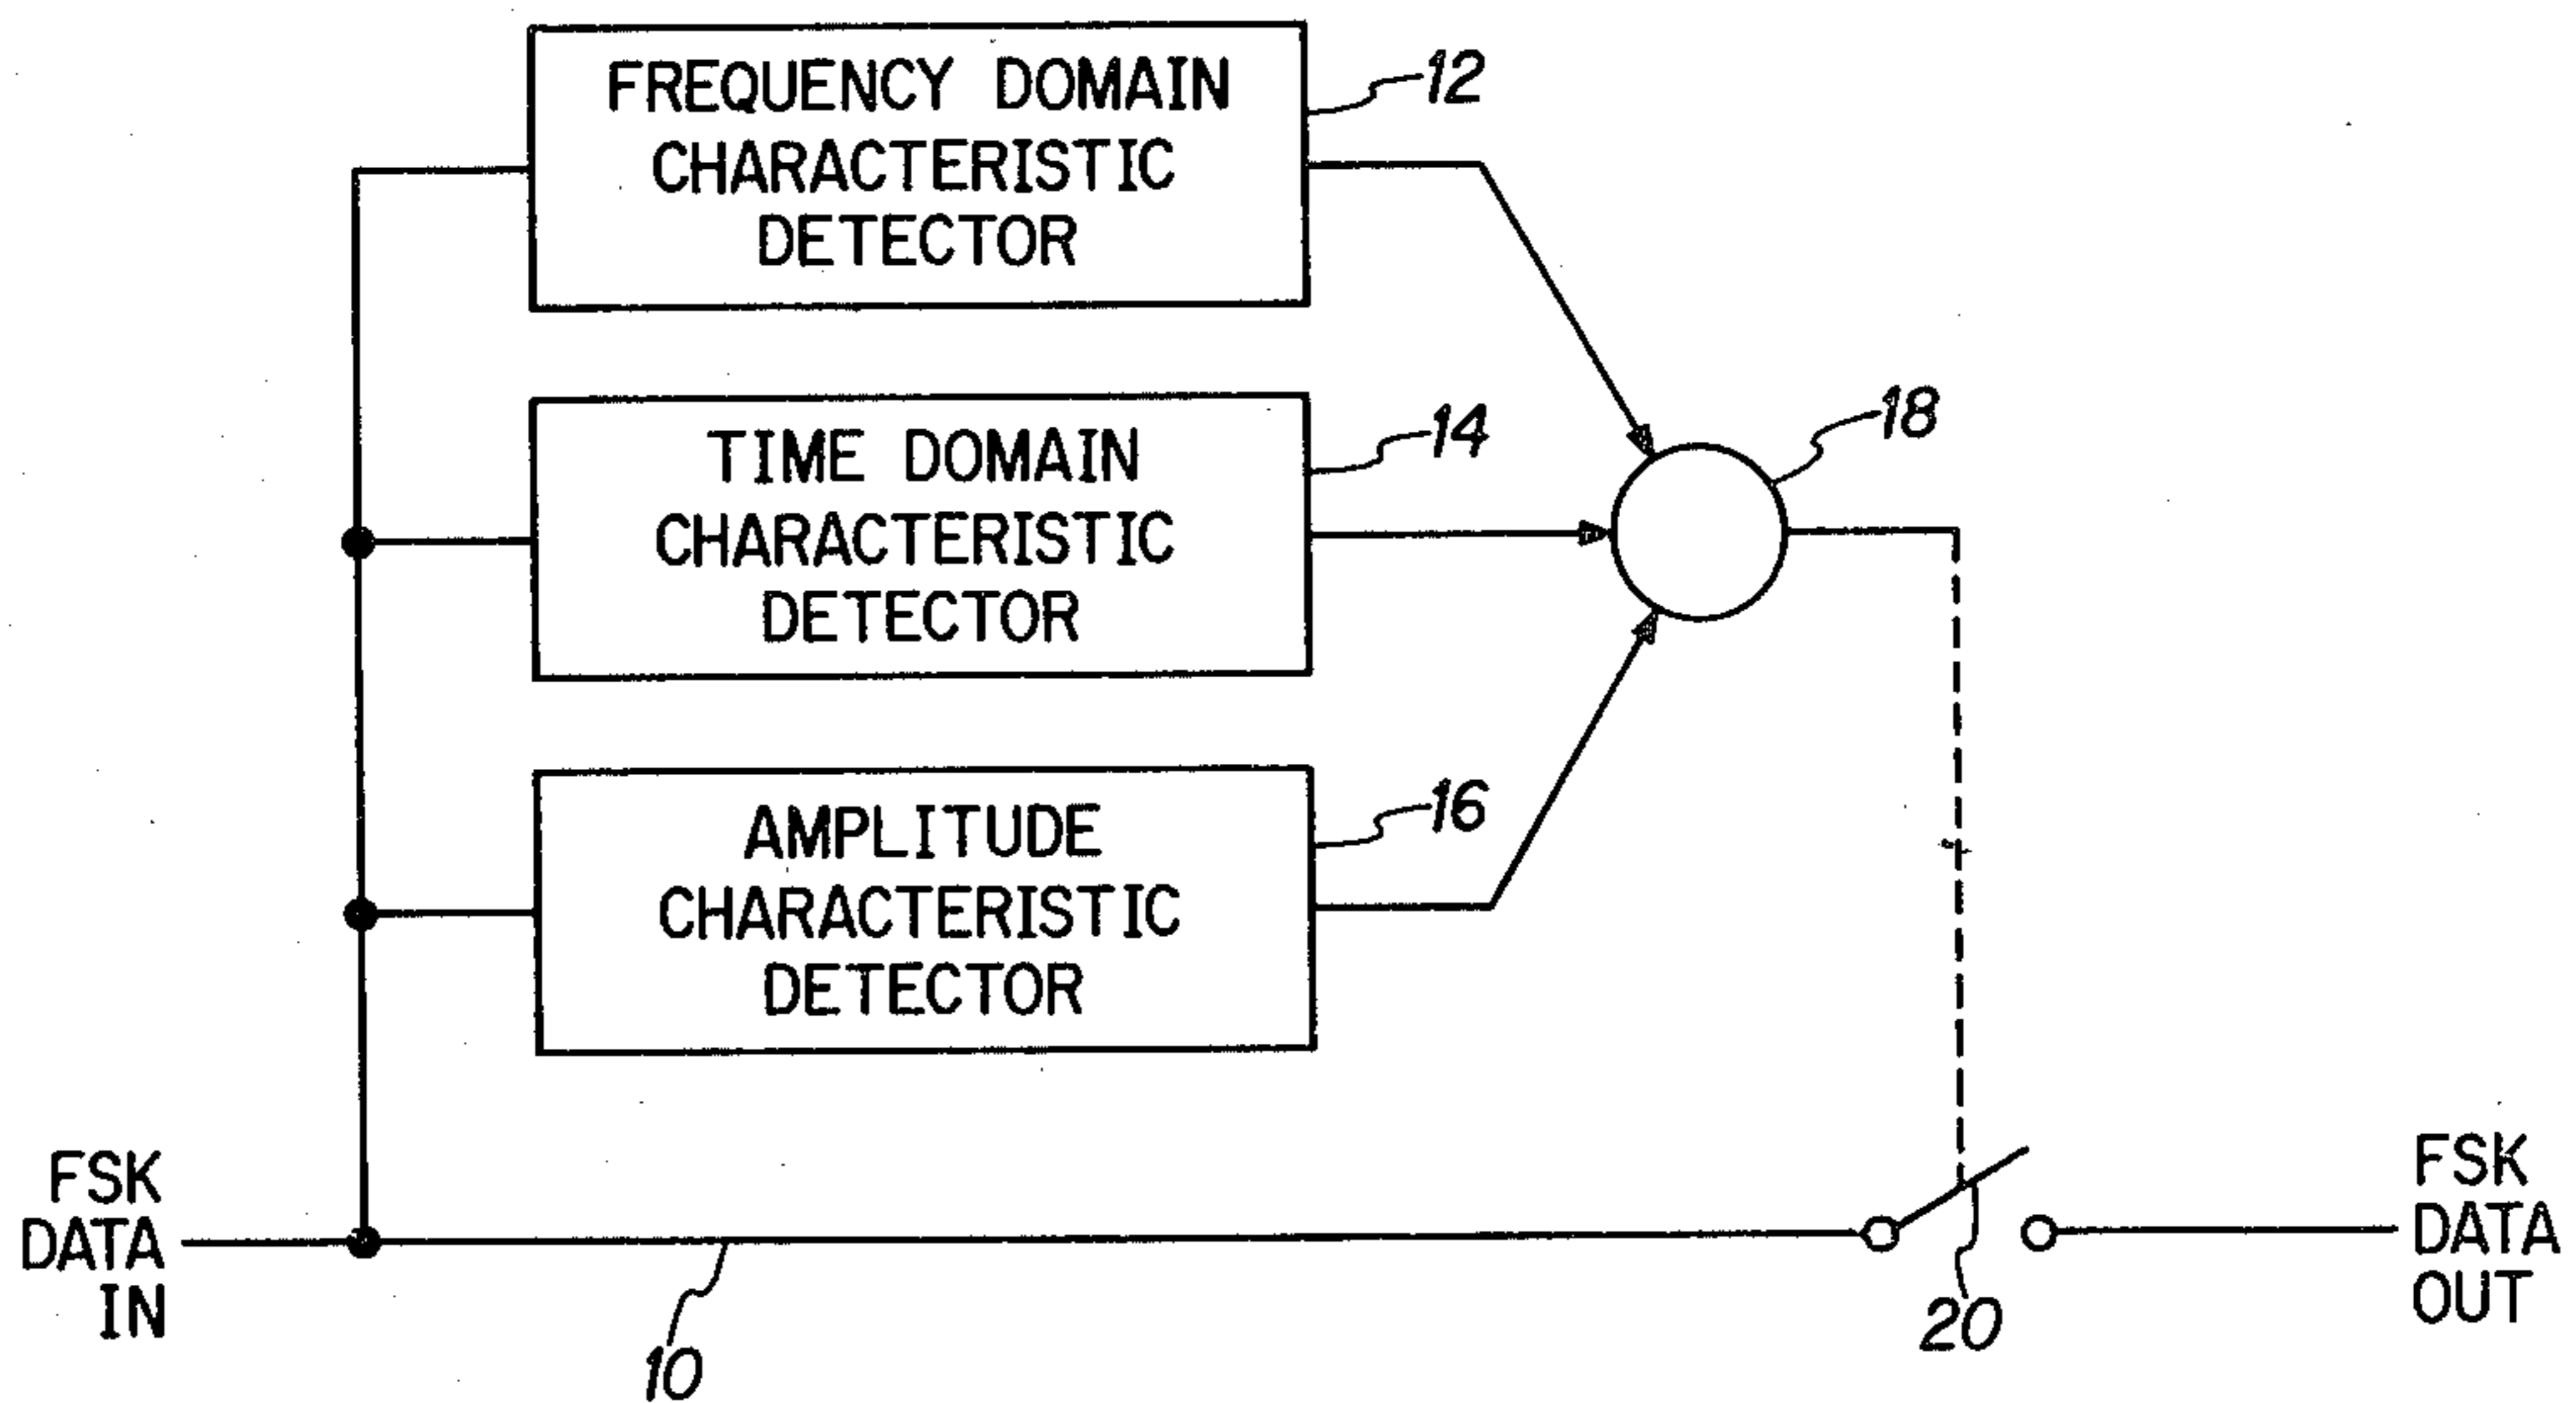 FREQUENCY DOMAIN
CHARACTERISTIC
DETECTOR
12
TIME DOMAIN
CHARACTERISTIC
DETECTOR
14
18
AMPLITUDE
CHARACTERISTIC
DETECTOR
16
FSK
DATA
IN
10
20
FSK
DATA
OUT